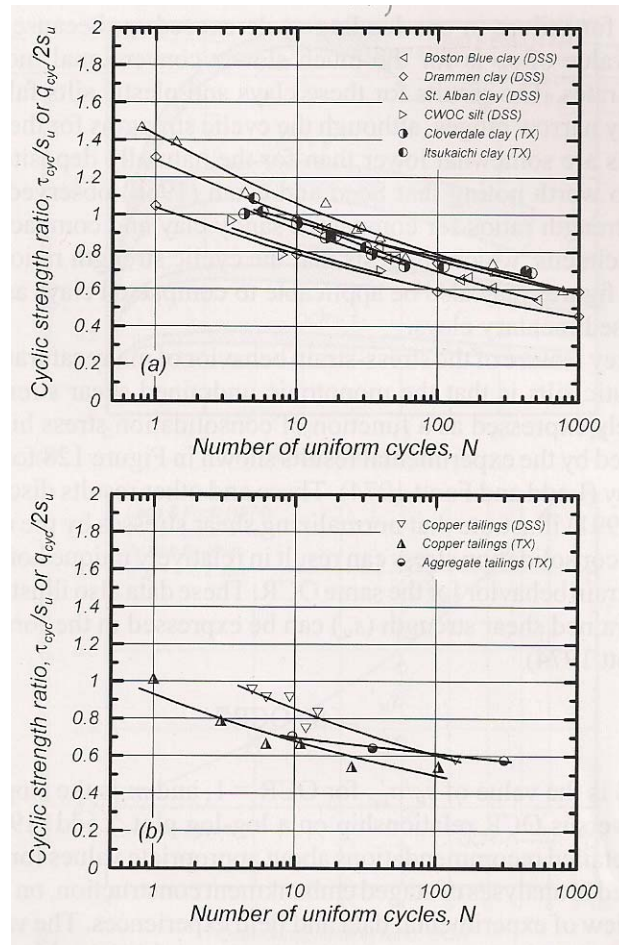 Cyclic strength ratio, τcyc/su or qcyc/2su
2
1.8
1.6
1.4
1.2
1
0.8
0.6
0.4
0.2
0
Boston Blue clay (DSS)
Drammen clay (DSS)
St. Alban clay (DSS)
CWOC silt (DSS)
Cloverdale clay (TX)
Itsukaichi clay (TX)
(a)
1 10 100 1000
Number of uniform cycles, N
Cyclic strength ratio, τcyc/su or qcyc/2su
2
1.8
1.6
1.4
1.2
1
0.8
0.6
0.4
0.2
0
Copper tailings (DSS)
Copper tailings (TX)
Aggregate tailings (TX)
(b)
1 10 100 1000
Number of uniform cycles, N